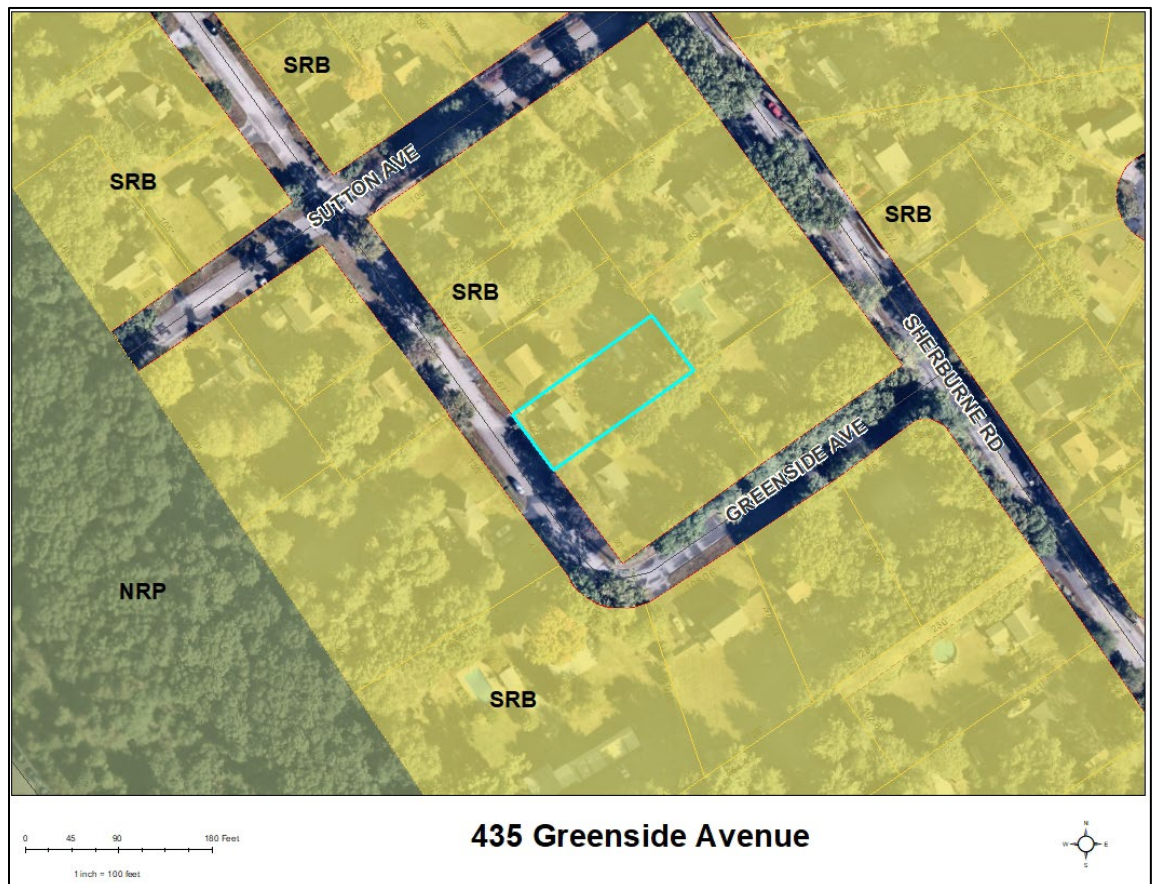 SRB
SRB
SUTTON AVE
SRB
SRB
SHERBURNE RD
GREENSIDE AVE
NRP
230
SRB
0 45 90 180 Feet
1 inch = 100 feet
435 Greenside Avenue
N
W E
S